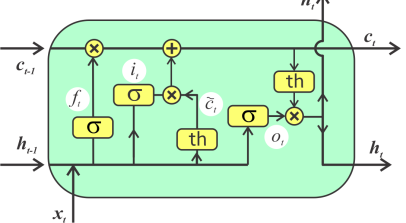 h_t
c_{t-1}
c_t
f_t
i_t
σ
σ
c̃_t
th
th
σ
o_t
h_{t-1}
h_t
x_t